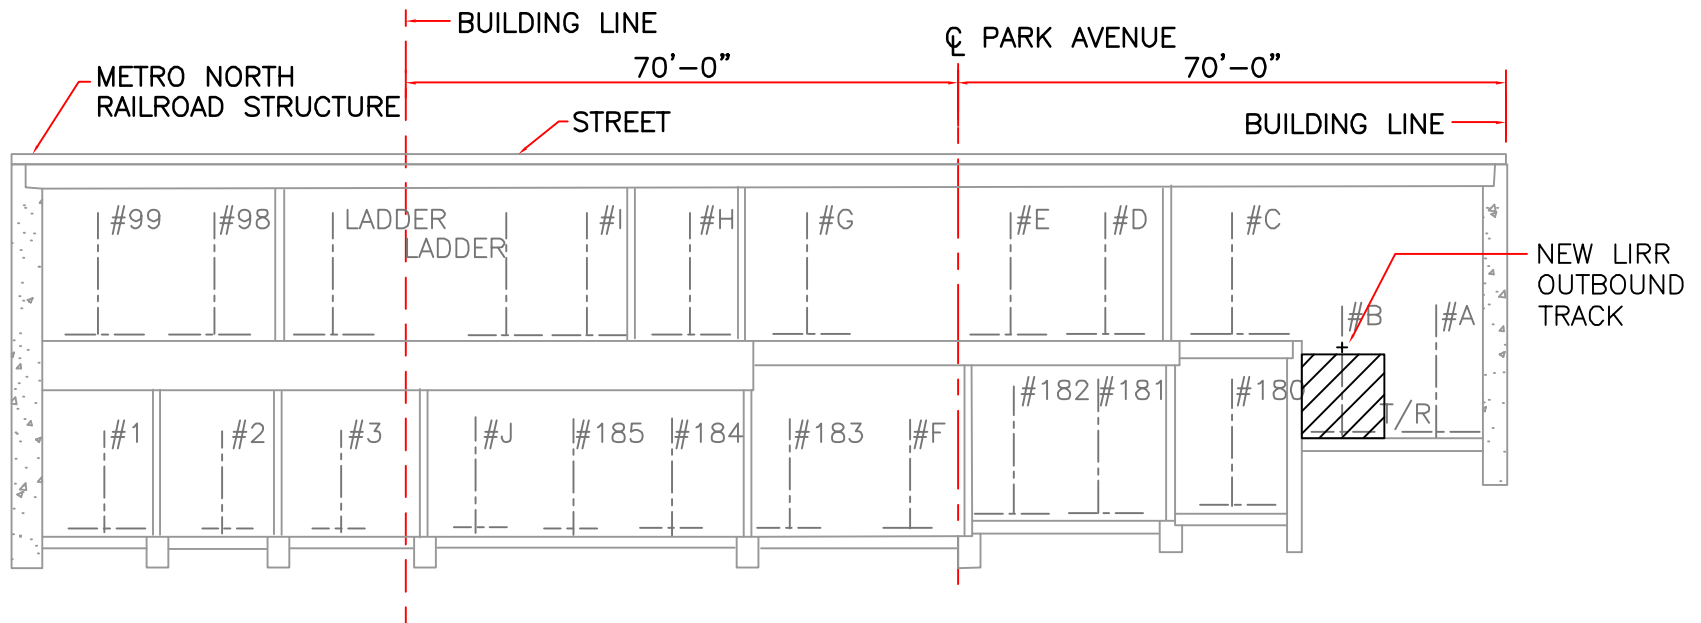 BUILDING LINE
℄ PARK AVENUE
70'-0"
70'-0"
METRO NORTH
RAILROAD STRUCTURE
STREET
BUILDING LINE
#99
#98
LADDER
LADDER
#I
#H
#G
#E
#D
#C
NEW LIRR
OUTBOUND
TRACK
#B
#A
#182
#181
#180
T/R
#1
#2
#3
#J
#185
#184
#183
#F